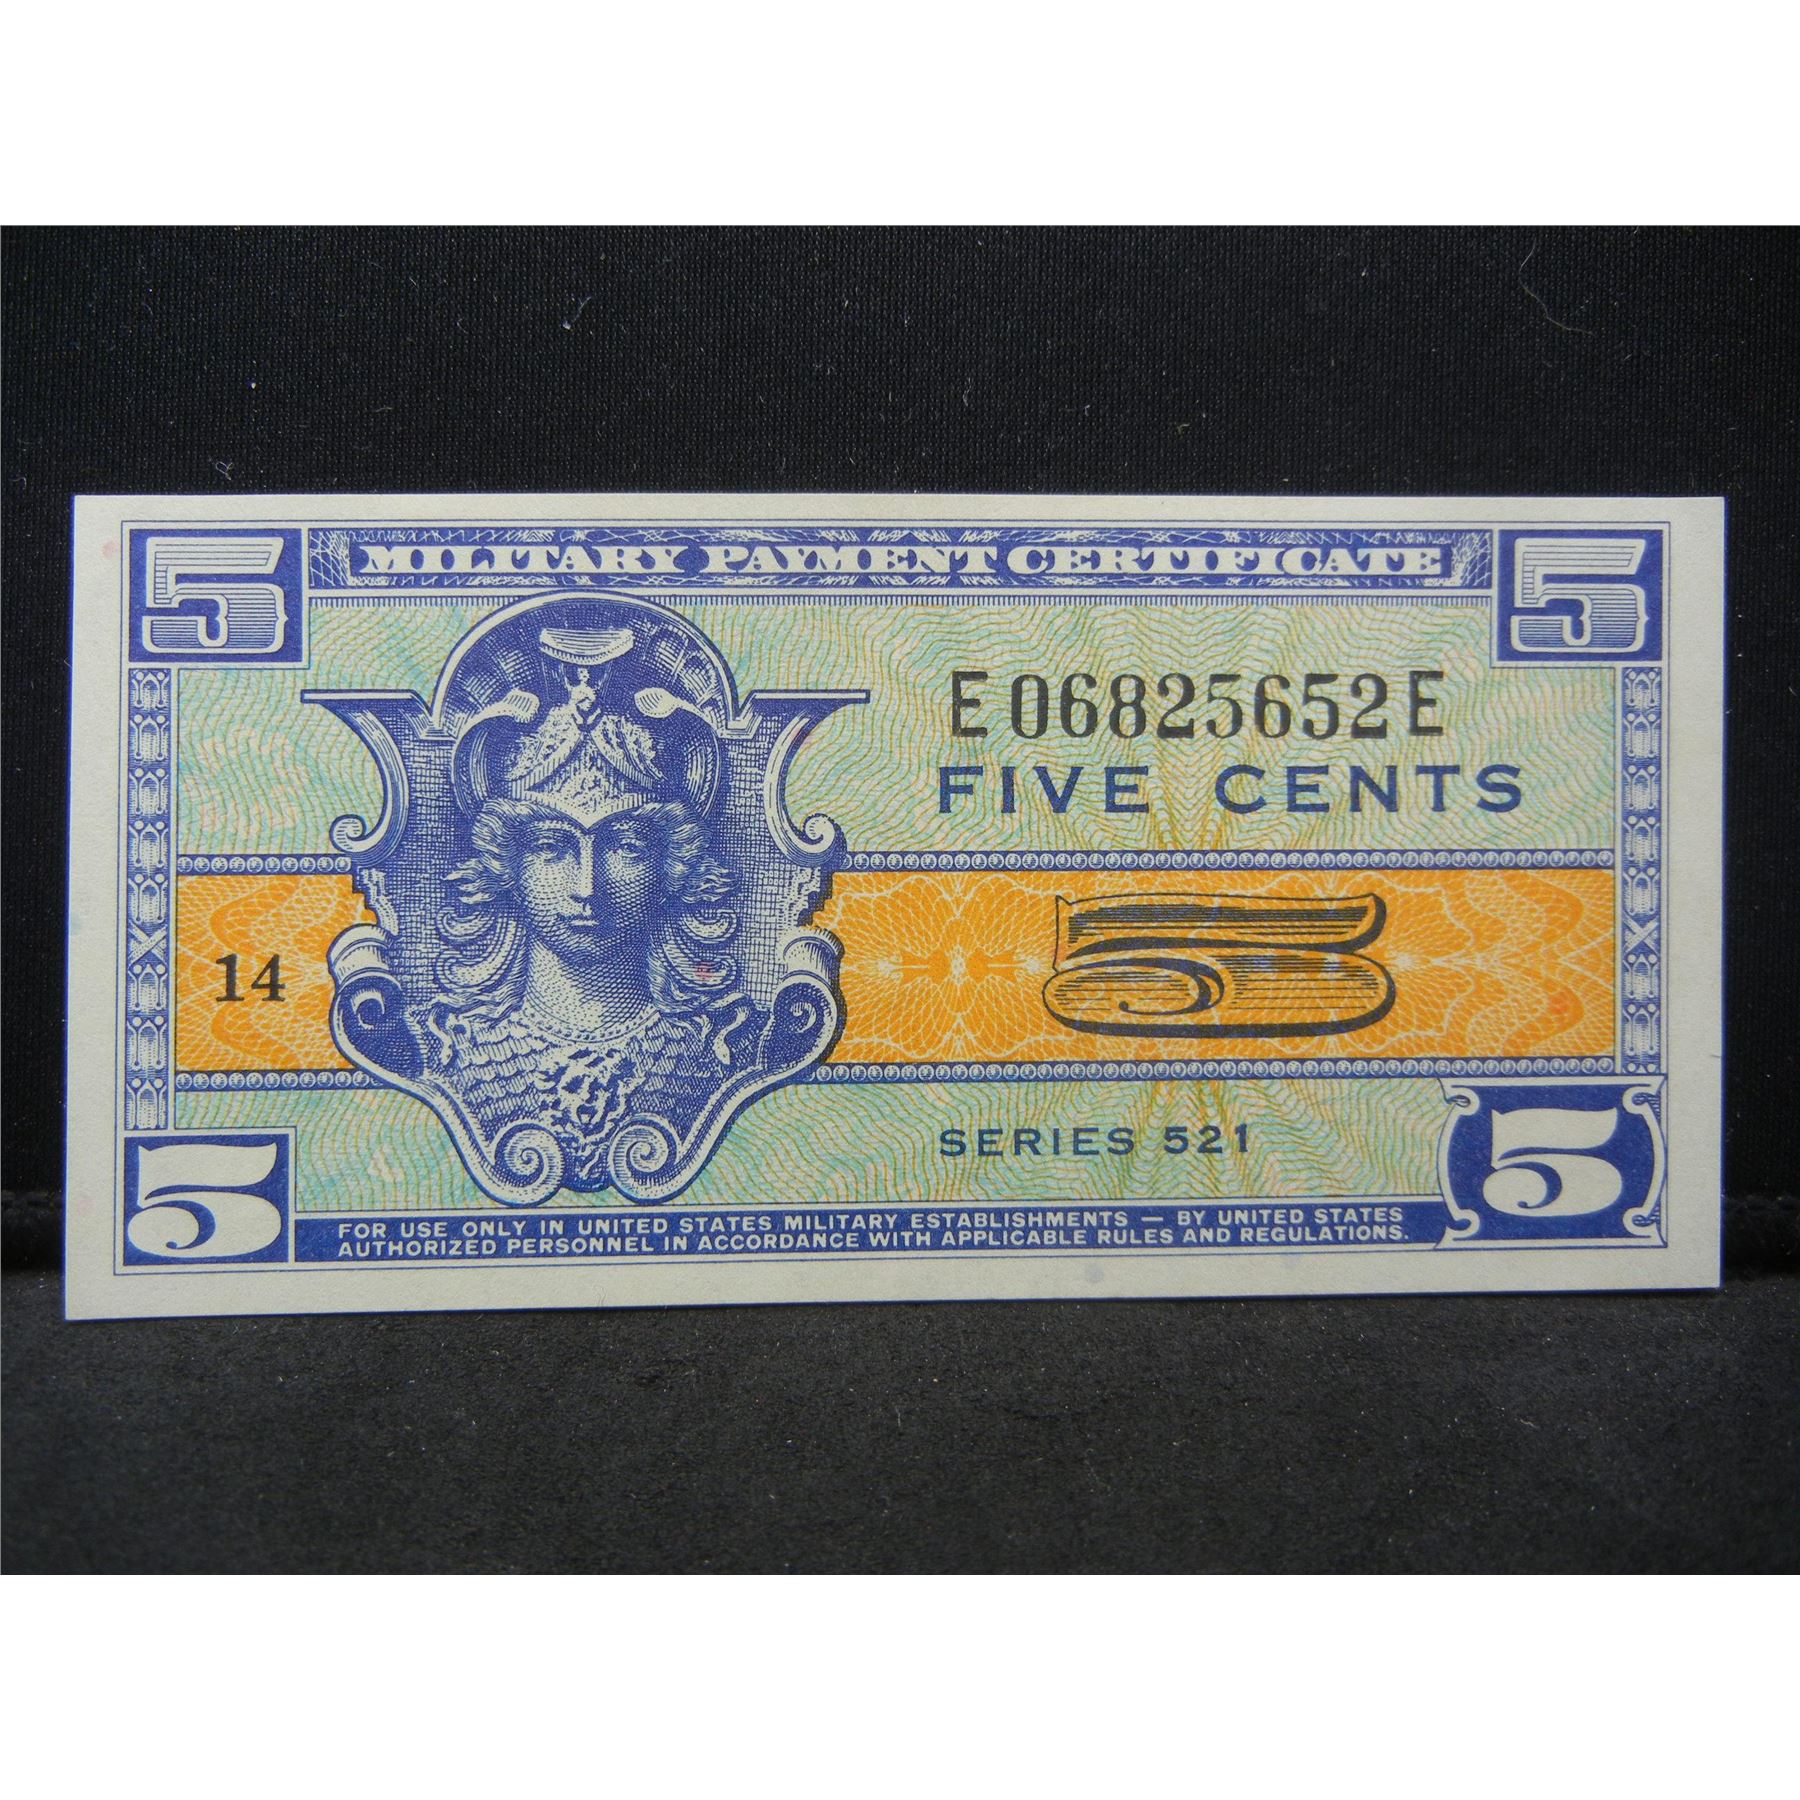 5 MILITARY PAYMENT CERTIFICATE 5
E06825652E
FIVE CENTS
14 5
SERIES 521
5 5
FOR USE ONLY IN UNITED STATES MILITARY ESTABLISHMENTS — BY UNITED STATES
AUTHORIZED PERSONNEL IN ACCORDANCE WITH APPLICABLE RULES AND REGULATIONS.